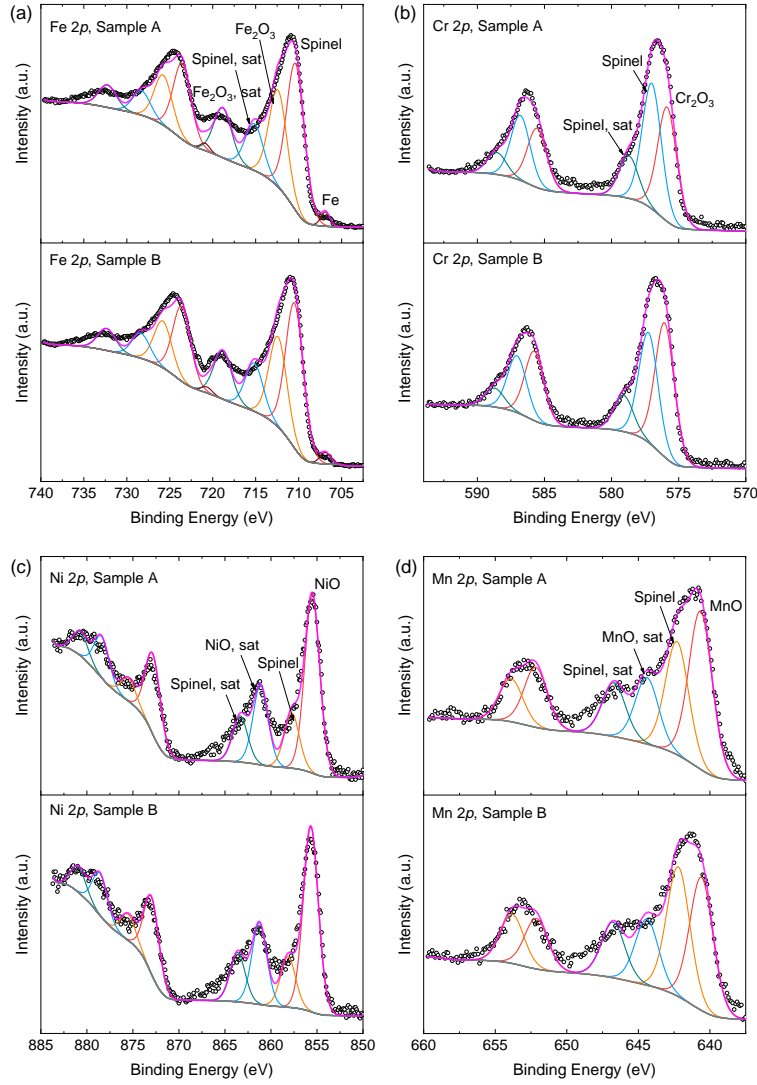 (a)
Fe 2p, Sample A
Fe2O3
Spinel
Spinel, sat
Fe2O3, sat
Fe
Intensity (a.u.)
Fe 2p, Sample B
Intensity (a.u.)
740 735 730 725 720 715 710 705
Binding Energy (eV)
(b)
Cr 2p, Sample A
Spinel
Cr2O3
Spinel, sat
Intensity (a.u.)
Cr 2p, Sample B
Intensity (a.u.)
590 585 580 575 570
Binding Energy (eV)
(c)
Ni 2p, Sample A
NiO
NiO, sat
Spinel
Spinel, sat
Intensity (a.u.)
Ni 2p, Sample B
Intensity (a.u.)
885 880 875 870 865 860 855 850
Binding Energy (eV)
(d)
Mn 2p, Sample A
Spinel
MnO
MnO, sat
Spinel, sat
Intensity (a.u.)
Mn 2p, Sample B
Intensity (a.u.)
660 655 650 645 640
Binding Energy (eV)